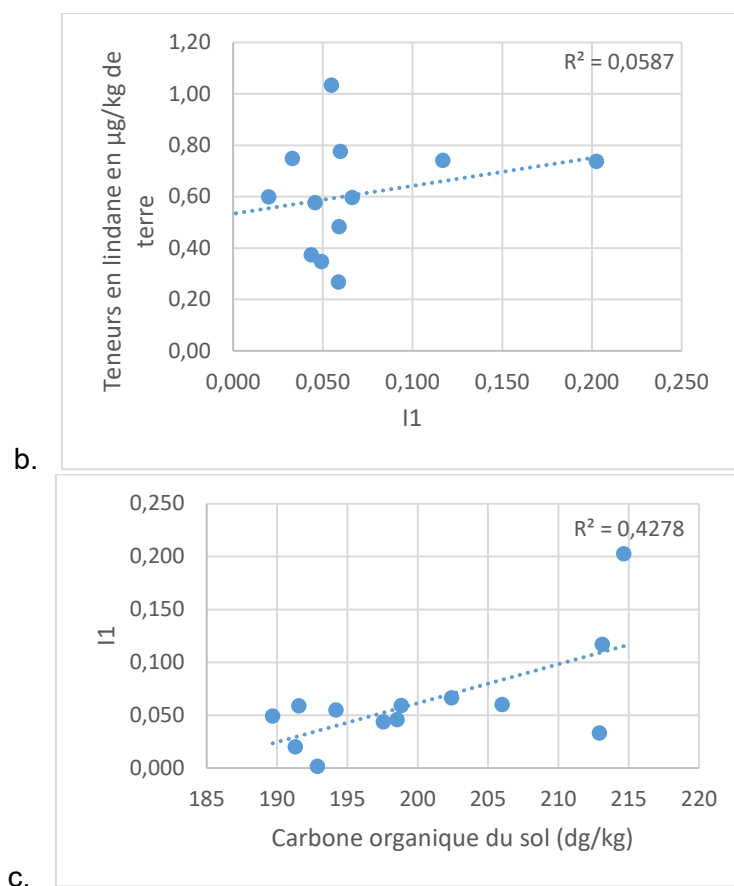 R² = 0,0587
1,20
1,00
0,80
0,60
0,40
0,20
0,00
Teneurs en lindane en µg/kg de
terre
0,000 0,050 0,100 0,150 0,200 0,250
I1
b.
R² = 0,4278
0,250
0,200
0,150
0,100
0,050
0,000
I1
185 190 195 200 205 210 215 220
Carbone organique du sol (dg/kg)
c.